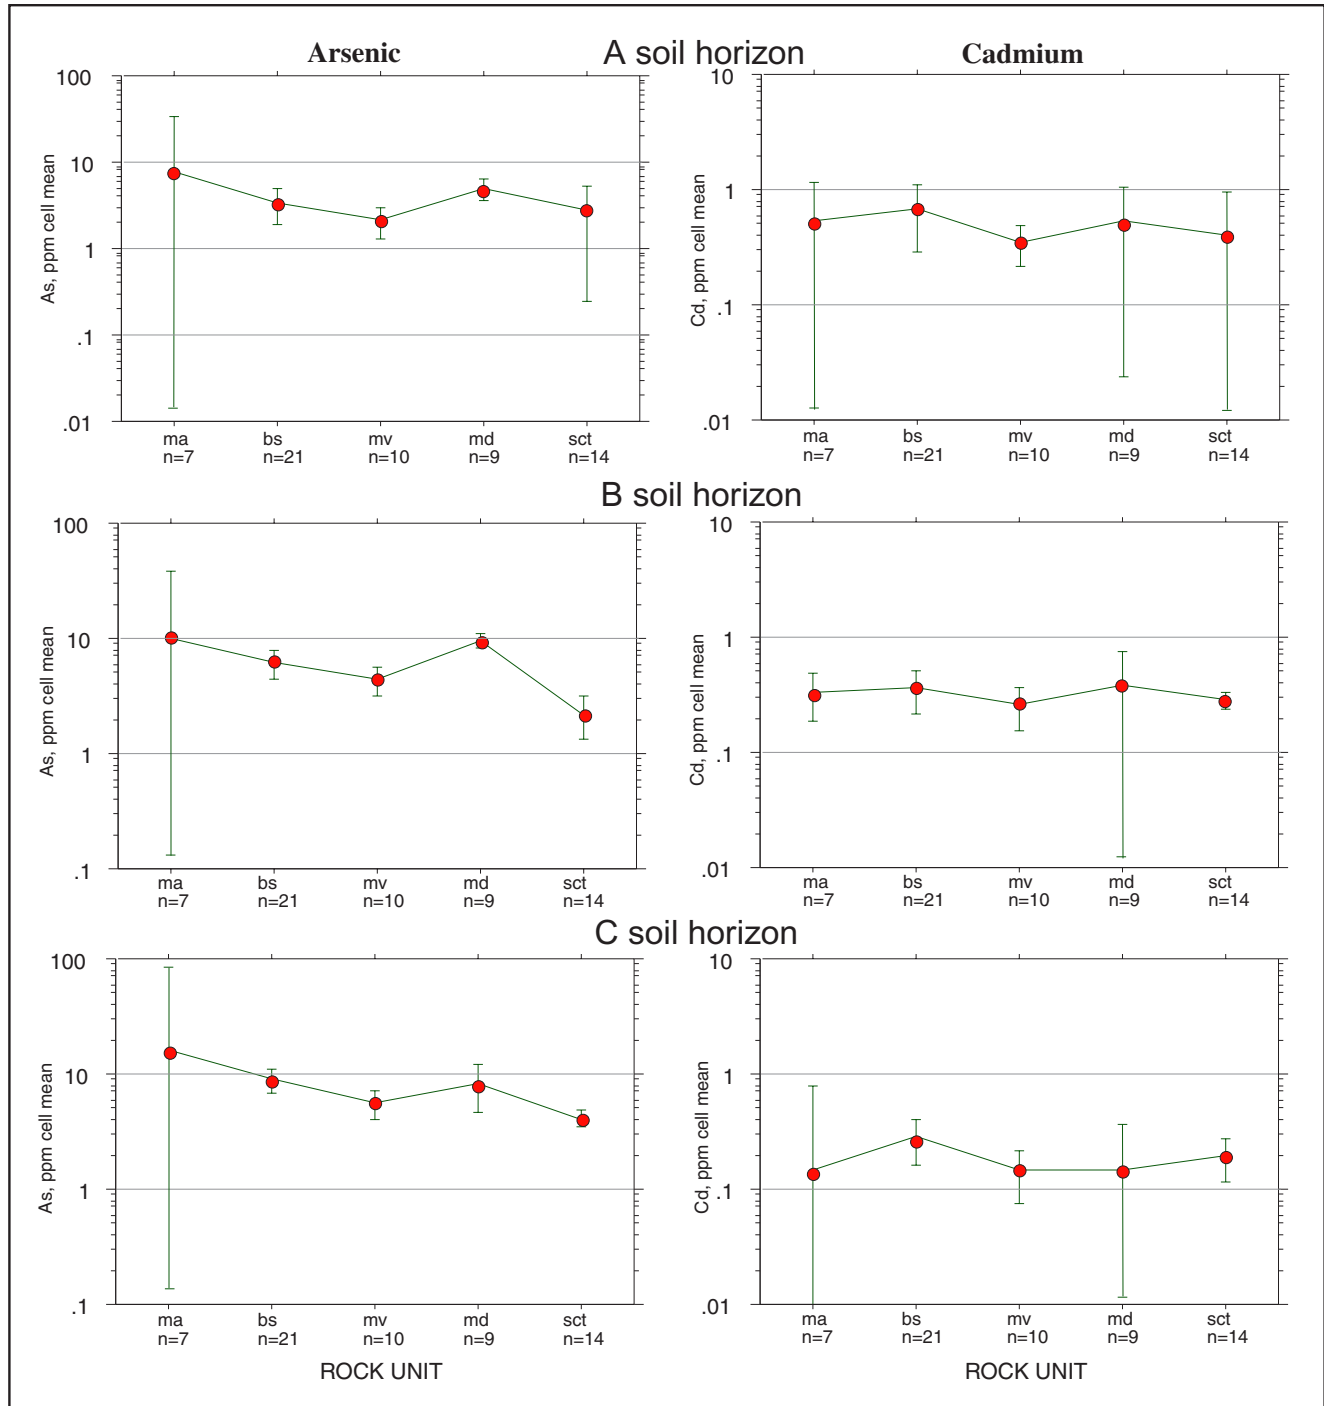 Arsenic A soil horizon Cadmium
100
10
1
.1
.01
As, ppm cell mean
ma bs mv md sct
n=7 n=21 n=10 n=9 n=14
10
1
.1
.01
Cd, ppm cell mean
ma bs mv md sct
n=7 n=21 n=10 n=9 n=14
B soil horizon
100
10
1
.1
As, ppm cell mean
ma bs mv md sct
n=7 n=21 n=10 n=9 n=14
10
1
.1
.01
Cd, ppm cell mean
ma bs mv md sct
n=7 n=21 n=10 n=9 n=14
C soil horizon
100
10
1
.1
As, ppm cell mean
ma bs mv md sct
n=7 n=21 n=10 n=9 n=14
ROCK UNIT
10
1
.1
.01
Cd, ppm cell mean
ma bs mv md sct
n=7 n=21 n=10 n=9 n=14
ROCK UNIT